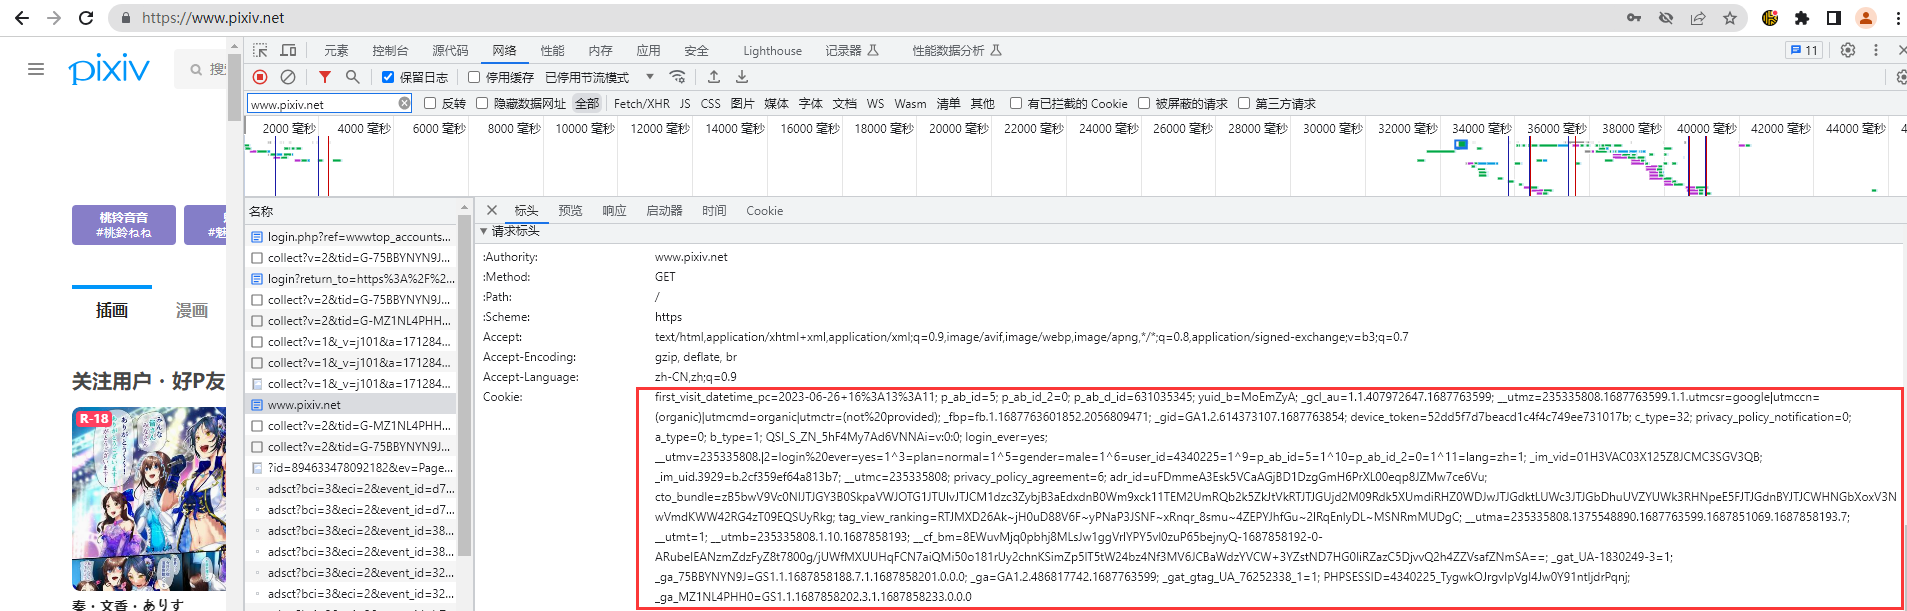 https://www.pixiv.net
pixiv
搜
元素 控制台 源代码 网络 性能 内存 应用 安全 Lighthouse 记录器 性能数据分析 11
保留日志 停用缓存 已停用节流模式
www.pixiv.net 反转 隐藏数据网址 全部 Fetch/XHR JS CSS 图片 媒体 字体 文档 WS Wasm 清单 其他 有已拦截的 Cookie 被屏蔽的请求 第三方请求
2000 毫秒 4000 毫秒 6000 毫秒 8000 毫秒 10000 毫秒 12000 毫秒 14000 毫秒 16000 毫秒 18000 毫秒 20000 毫秒 22000 毫秒 24000 毫秒 26000 毫秒 28000 毫秒 30000 毫秒 32000 毫秒 34000 毫秒 36000 毫秒 38000 毫秒 40000 毫秒 42000 毫秒 44000 毫秒
桃铃音音
#桃鈴ねね
#魅
插画 漫画
关注用户・好P友
R-18
奏・文香・ありす
名称
login.php?ref=wwwtop_accounts...
collect?v=2&tid=G-75BBYNYN9J...
login?return_to=https%3A%2F%2...
collect?v=2&tid=G-75BBYNYN9J...
collect?v=2&tid=G-MZ1NL4PHH...
collect?v=1&_v=j101&a=171284...
collect?v=1&_v=j101&a=171284...
collect?v=1&_v=j101&a=171284...
www.pixiv.net
collect?v=2&tid=G-MZ1NL4PHH...
collect?v=2&tid=G-75BBYNYN9J...
?id=894633478092182&ev=Page...
adsct?bci=3&eci=2&event_id=d7...
adsct?bci=3&eci=2&event_id=d7...
adsct?bci=3&eci=2&event_id=38...
adsct?bci=3&eci=2&event_id=38...
adsct?bci=3&eci=2&event_id=32...
adsct?bci=3&eci=2&event_id=32...
标头 预览 响应 启动器 时间 Cookie
请求标头
:Authority: www.pixiv.net
:Method: GET
:Path: /
:Scheme: https
Accept: text/html,application/xhtml+xml,application/xml;q=0.9,image/avif,image/webp,image/apng,*/*;q=0.8,application/signed-exchange;v=b3;q=0.7
Accept-Encoding: gzip, deflate, br
Accept-Language: zh-CN,zh;q=0.9
Cookie: first_visit_datetime_pc=2023-06-26+16%3A13%3A11; p_ab_id=5; p_ab_id_2=0; p_ab_d_id=631035345; yuid_b=MoEmZyA; _gcl_au=1.1.407972647.1687763599; __utmz=235335808.1687763599.1.1.utmcsr=google|utmccn=
(organic)|utmcmd=organic|utmctr=(not%20provided); _fbp=fb.1.1687763601852.2056809471; _gid=GA1.2.614373107.1687763854; device_token=52dd5f7d7beacd1c4f4c749ee731017b; c_type=32; privacy_policy_notification=0;
a_type=0; b_type=1; QSI_S_ZN_5hF4My7Ad6VNNAi=v:0:0; login_ever=yes;
__utmv=235335808.|2=login%20ever=yes=1^3=plan=normal=1^5=gender=male=1^6=user_id=4340225=1^9=p_ab_id=5=1^10=p_ab_id_2=0=1^11=lang=zh=1; _im_vid=01H3VAC03X125Z8JCMC3SGV3QB;
_im_uid.3929=b.2cf359ef64a813b7; __utmc=235335808; privacy_policy_agreement=6; adr_id=uFDmmeA3Esk5VCaAGjBD1DzgGmH6PrXL00eqp8JZMw7ce6Vu;
cto_bundle=zB5bwV9Vc0NIJTJGY3B0SkpaVWJOTG1JTUIvJTJCM1dzc3ZybjB3aEdxdnB0Wm9xck11TEM2UmRQb2k5ZkJtVkRTJTJGUjd2M09Rdk5XUmdiRHZ0WDJwJTJGdktLUWc3JTJGbDhuUVZYUWk3RHNpeE5FJTJGdnBYJTJCWHNGbXoxV3N
wVmdKWW42RG4zT09EQSUyRkg; tag_view_ranking=RTJMXD26Ak~jH0uD88V6F~yPNaP3JSNF~xRnqr_8smu~4ZEPYJhfGu~2IRqEnIyDL~MSNRmMUDgC; __utma=235335808.1375548890.1687763599.1687851069.1687858193.7;
__utmt=1; __utmb=235335808.1.10.1687858193; __cf_bm=8EWuvMjq0pbhj8MLsJw1ggVrIYPY5vl0zuP65bejnyQ-1687858192-0-
ARubeIEANzmZdzFyZ8t7800g/jUWfMXUUHqFCN7aiQMi50o181rUy2chnKSimZp5IT5tW24bz4Nf3MV6JCBaWdzYVCW+3YZstND7HG0IiRZazC5DjvvQ2h4ZZVsafZNmSA==; _gat_UA-1830249-3=1;
_ga_75BBYNYN9J=GS1.1.1687858188.7.1.1687858201.0.0.0; _ga=GA1.2.486817742.1687763599; _gat_gtag_UA_76252338_1=1; PHPSESSID=4340225_TygwkOJrgvIpVgl4Jw0Y91ntljdrPqnj;
_ga_MZ1NL4PHH0=GS1.1.1687858202.3.1.1687858233.0.0.0